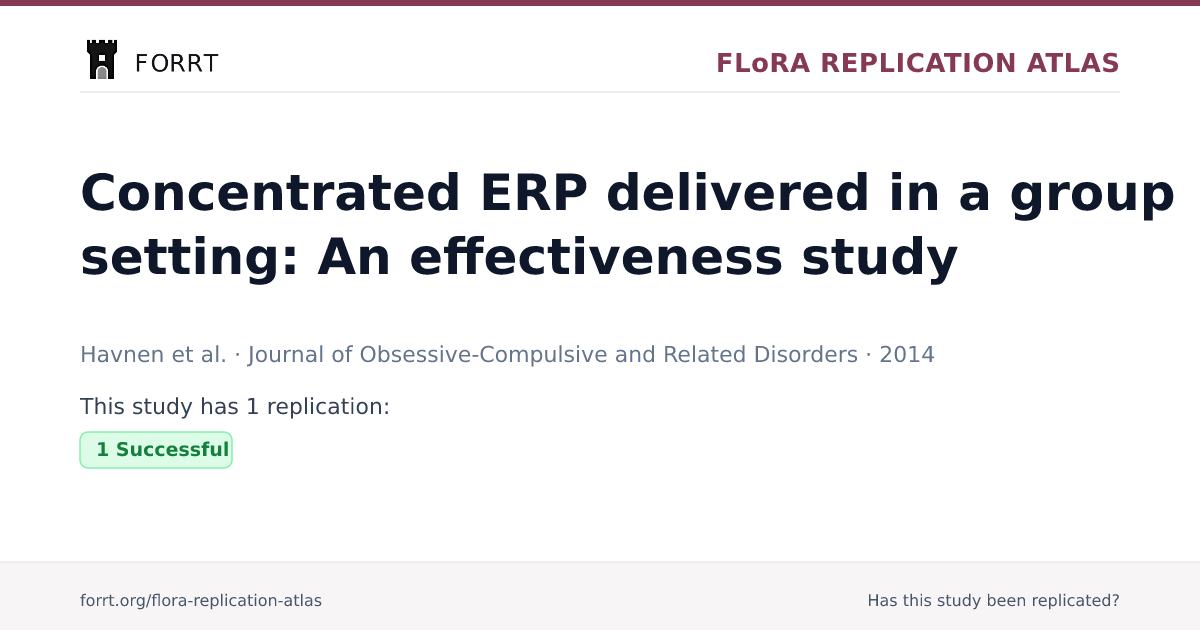 FORRT
FLoRA REPLICATION ATLAS
Concentrated ERP delivered in a group
setting: An effectiveness study
Havnen et al. · Journal of Obsessive-Compulsive and Related Disorders · 2014
This study has 1 replication:
1 Successful
forrt.org/flora-replication-atlas
Has this study been replicated?